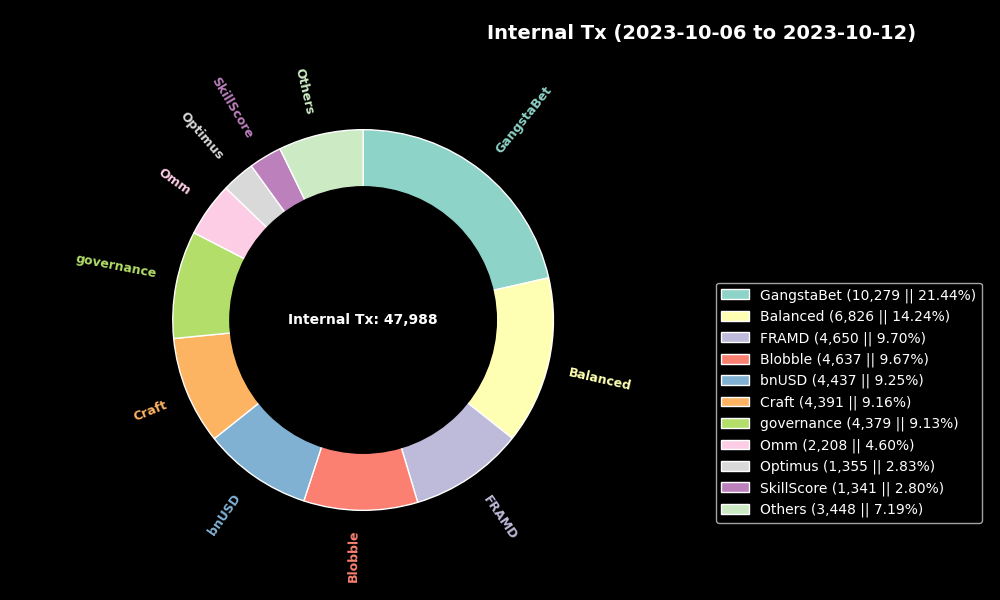 Internal Tx (2023-10-06 to 2023-10-12)
GangstaBet
Balanced
FRAMD
Blobble
bnUSD
Craft
governance
Omm
Optimus
SkillScore
Others
Internal Tx: 47,988
GangstaBet (10,279 || 21.44%)
Balanced (6,826 || 14.24%)
FRAMD (4,650 || 9.70%)
Blobble (4,637 || 9.67%)
bnUSD (4,437 || 9.25%)
Craft (4,391 || 9.16%)
governance (4,379 || 9.13%)
Omm (2,208 || 4.60%)
Optimus (1,355 || 2.83%)
SkillScore (1,341 || 2.80%)
Others (3,448 || 7.19%)